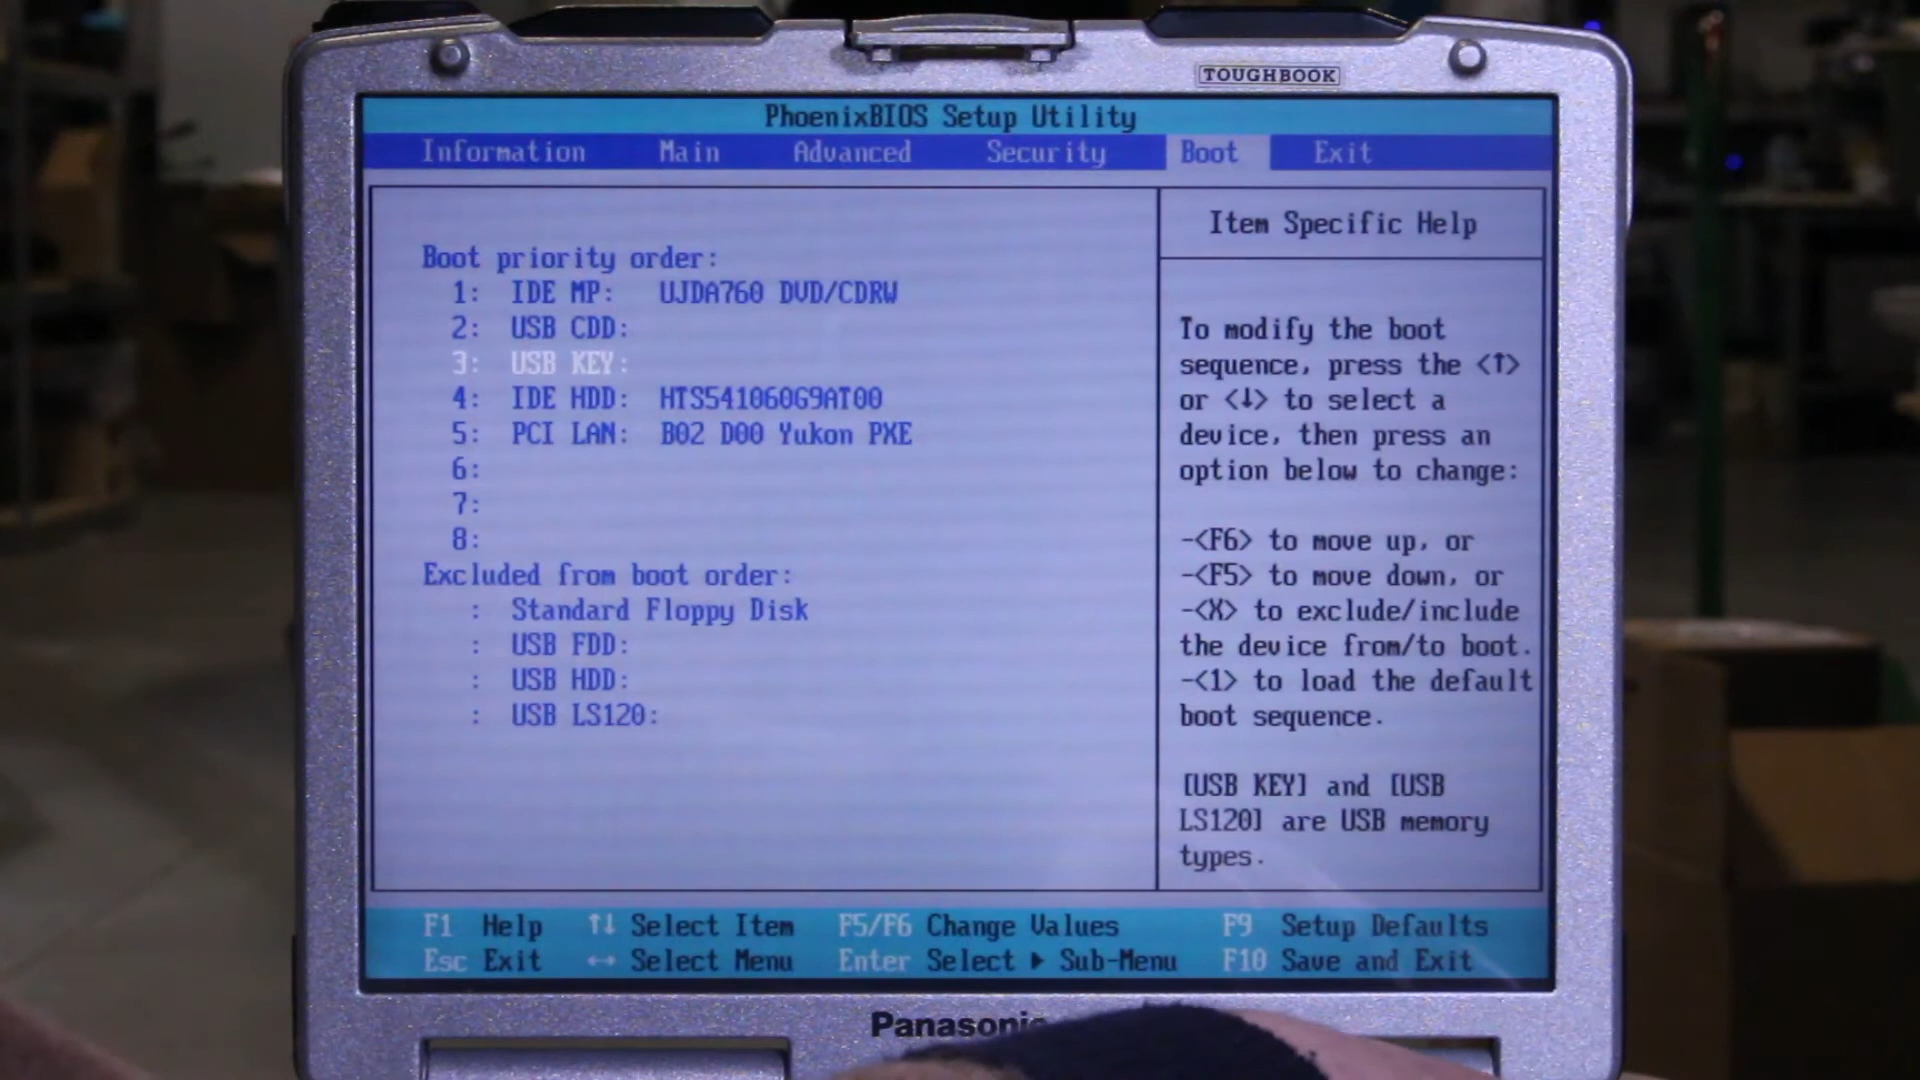 TOUGHBOOK
PhoenixBIOS Setup Utility
Information Main Advanced Security Boot Exit
Boot priority order:
1: IDE MP: UJDA760 DVD/CDRW
2: USB CDD:
3: USB KEY:
4: IDE HDD: HTS541060G9AT00
5: PCI LAN: B02 D00 Yukon PXE
6:
7:
8:
Excluded from boot order:
: Standard Floppy Disk
: USB FDD:
: USB HDD:
: USB LS120:
Item Specific Help
To modify the boot
sequence, press the <↑>
or <↓> to select a
device, then press an
option below to change:
-<F6> to move up, or
-<F5> to move down, or
-<X> to exclude/include
the device from/to boot.
-<1> to load the default
boot sequence.
[USB KEY] and [USB
LS120] are USB memory
types.
F1 Help ↑↓ Select Item F5/F6 Change Values F9 Setup Defaults
Esc Exit ↔ Select Menu Enter Select ▶ Sub-Menu F10 Save and Exit
Panasonic